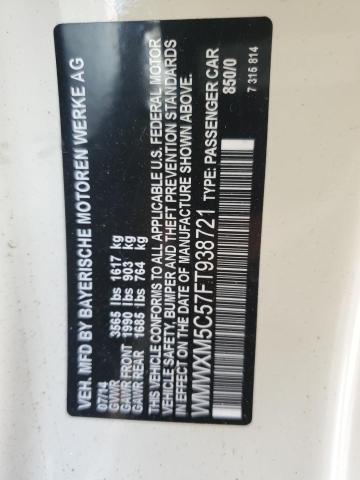 VEH. MFD BY BAYERISCHE MOTOREN WERKE AG
07/14
GVWR 3565 lbs 1617 kg
GAWR FRONT 1990 lbs 903 kg
GAWR REAR 1685 lbs 764 kg
THIS VEHICLE CONFORMS TO ALL APPLICABLE U.S. FEDERAL MOTOR
VEHICLE SAFETY, BUMPER AND THEFT PREVENTION STANDARDS
IN EFFECT ON THE DATE OF MANUFACTURE SHOWN ABOVE.
WMWXM5C57FT938721 TYPE: PASSENGER CAR
850/0
7 316 814